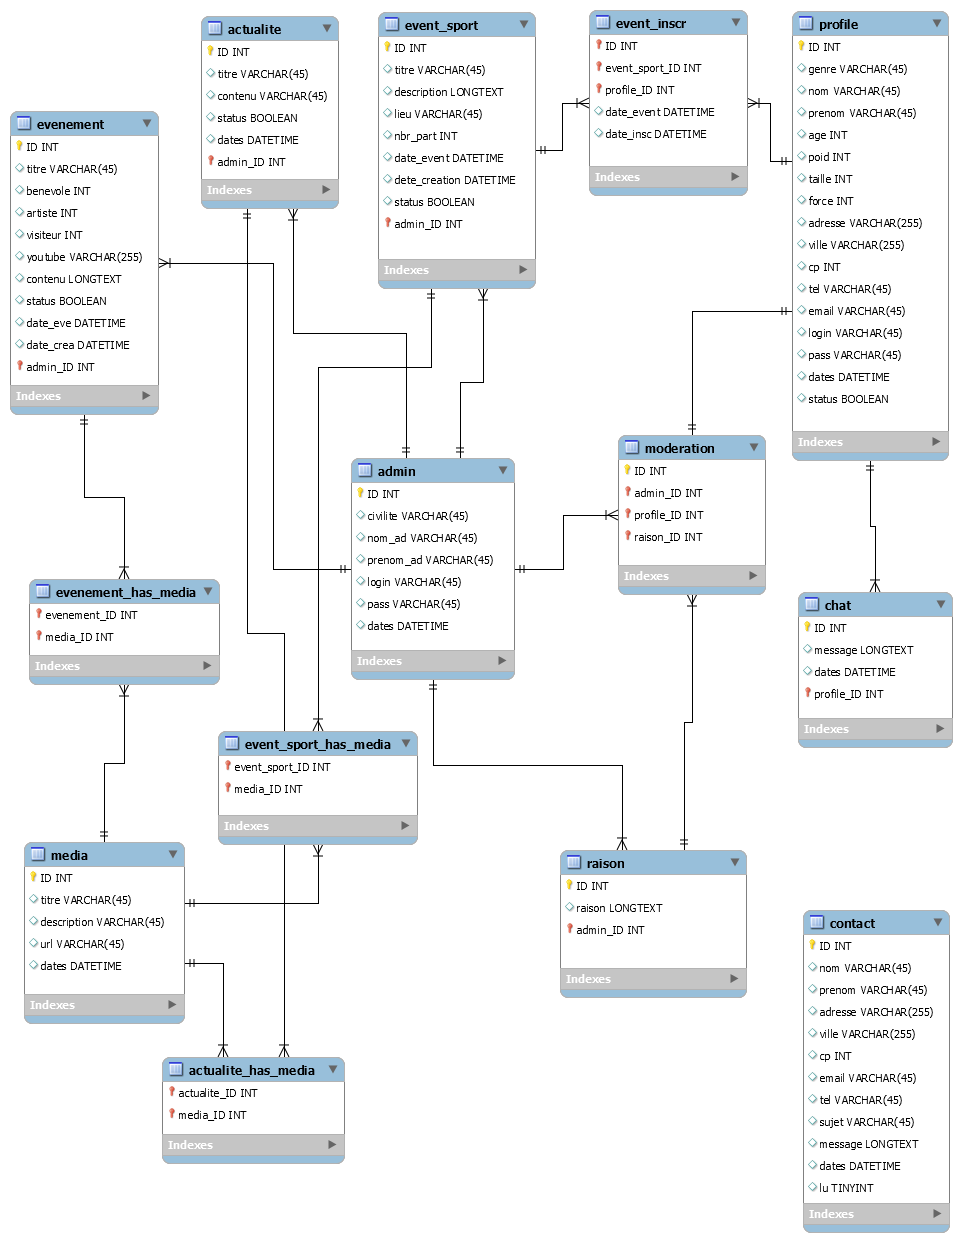 actualite
ID INT
titre VARCHAR(45)
contenu VARCHAR(45)
status BOOLEAN
dates DATETIME
admin_ID INT
Indexes
event_sport
ID INT
titre VARCHAR(45)
description LONGTEXT
lieu VARCHAR(45)
nbr_part INT
date_event DATETIME
dete_creation DATETIME
status BOOLEAN
admin_ID INT
Indexes
event_inscr
ID INT
event_sport_ID INT
profile_ID INT
date_event DATETIME
date_insc DATETIME
Indexes
profile
ID INT
genre VARCHAR(45)
nom VARCHAR(45)
prenom VARCHAR(45)
age INT
poid INT
taille INT
force INT
adresse VARCHAR(255)
ville VARCHAR(255)
cp INT
tel VARCHAR(45)
email VARCHAR(45)
login VARCHAR(45)
pass VARCHAR(45)
dates DATETIME
status BOOLEAN
Indexes
evenement
ID INT
titre VARCHAR(45)
benevole INT
artiste INT
visiteur INT
youtube VARCHAR(255)
contenu LONGTEXT
status BOOLEAN
date_eve DATETIME
date_crea DATETIME
admin_ID INT
Indexes
admin
ID INT
civilite VARCHAR(45)
nom_ad VARCHAR(45)
prenom_ad VARCHAR(45)
login VARCHAR(45)
pass VARCHAR(45)
dates DATETIME
Indexes
moderation
ID INT
admin_ID INT
profile_ID INT
raison_ID INT
Indexes
evenement_has_media
evenement_ID INT
media_ID INT
Indexes
chat
ID INT
message LONGTEXT
dates DATETIME
profile_ID INT
Indexes
event_sport_has_media
event_sport_ID INT
media_ID INT
Indexes
media
ID INT
titre VARCHAR(45)
description VARCHAR(45)
url VARCHAR(45)
dates DATETIME
Indexes
raison
ID INT
raison LONGTEXT
admin_ID INT
Indexes
contact
ID INT
nom VARCHAR(45)
prenom VARCHAR(45)
adresse VARCHAR(255)
ville VARCHAR(255)
cp INT
email VARCHAR(45)
tel VARCHAR(45)
sujet VARCHAR(45)
message LONGTEXT
dates DATETIME
lu TINYINT
Indexes
actualite_has_media
actualite_ID INT
media_ID INT
Indexes